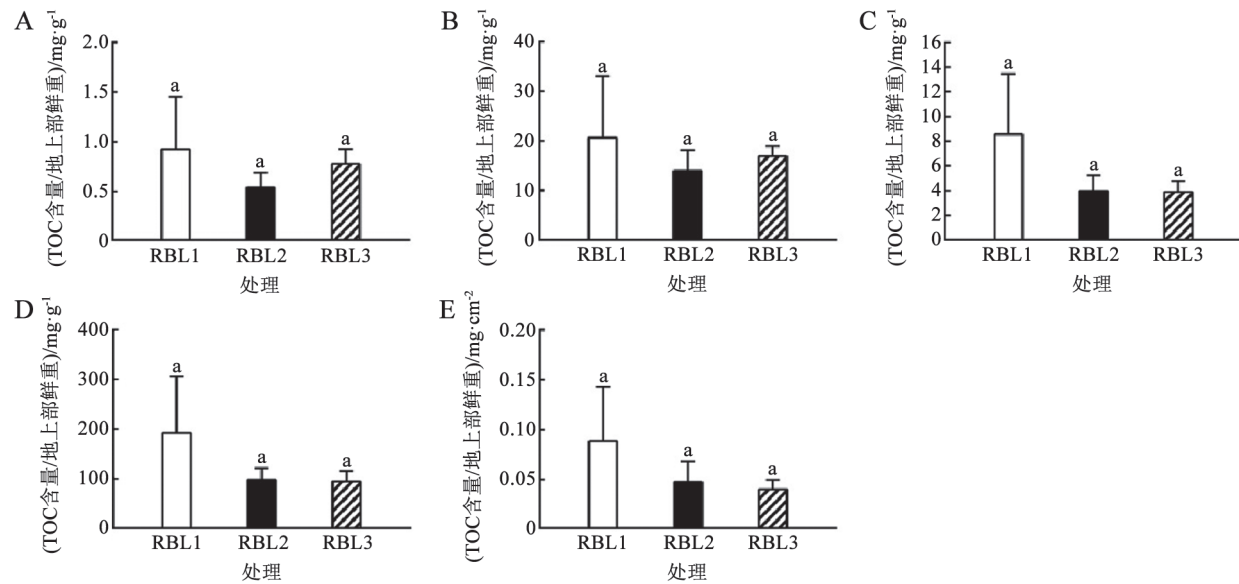 A
(TOC含量/地上部鲜重)/mg·g⁻¹
2.0
1.5
1.0
0.5
0
a
a
a
RBL1
RBL2
RBL3
处理
B
(TOC含量/地上部鲜重)/mg·g⁻¹
40
30
20
10
0
a
a
a
RBL1
RBL2
RBL3
处理
C
(TOC含量/地上部鲜重)/mg·g⁻¹
16
14
12
10
8
6
4
2
0
a
a
a
RBL1
RBL2
RBL3
处理
D
(TOC含量/地上部鲜重)/mg·g⁻¹
400
300
200
100
0
a
a
a
RBL1
RBL2
RBL3
处理
E
(TOC含量/地上部鲜重)/mg·cm⁻²
0.20
0.15
0.10
0.05
0
a
a
a
RBL1
RBL2
RBL3
处理